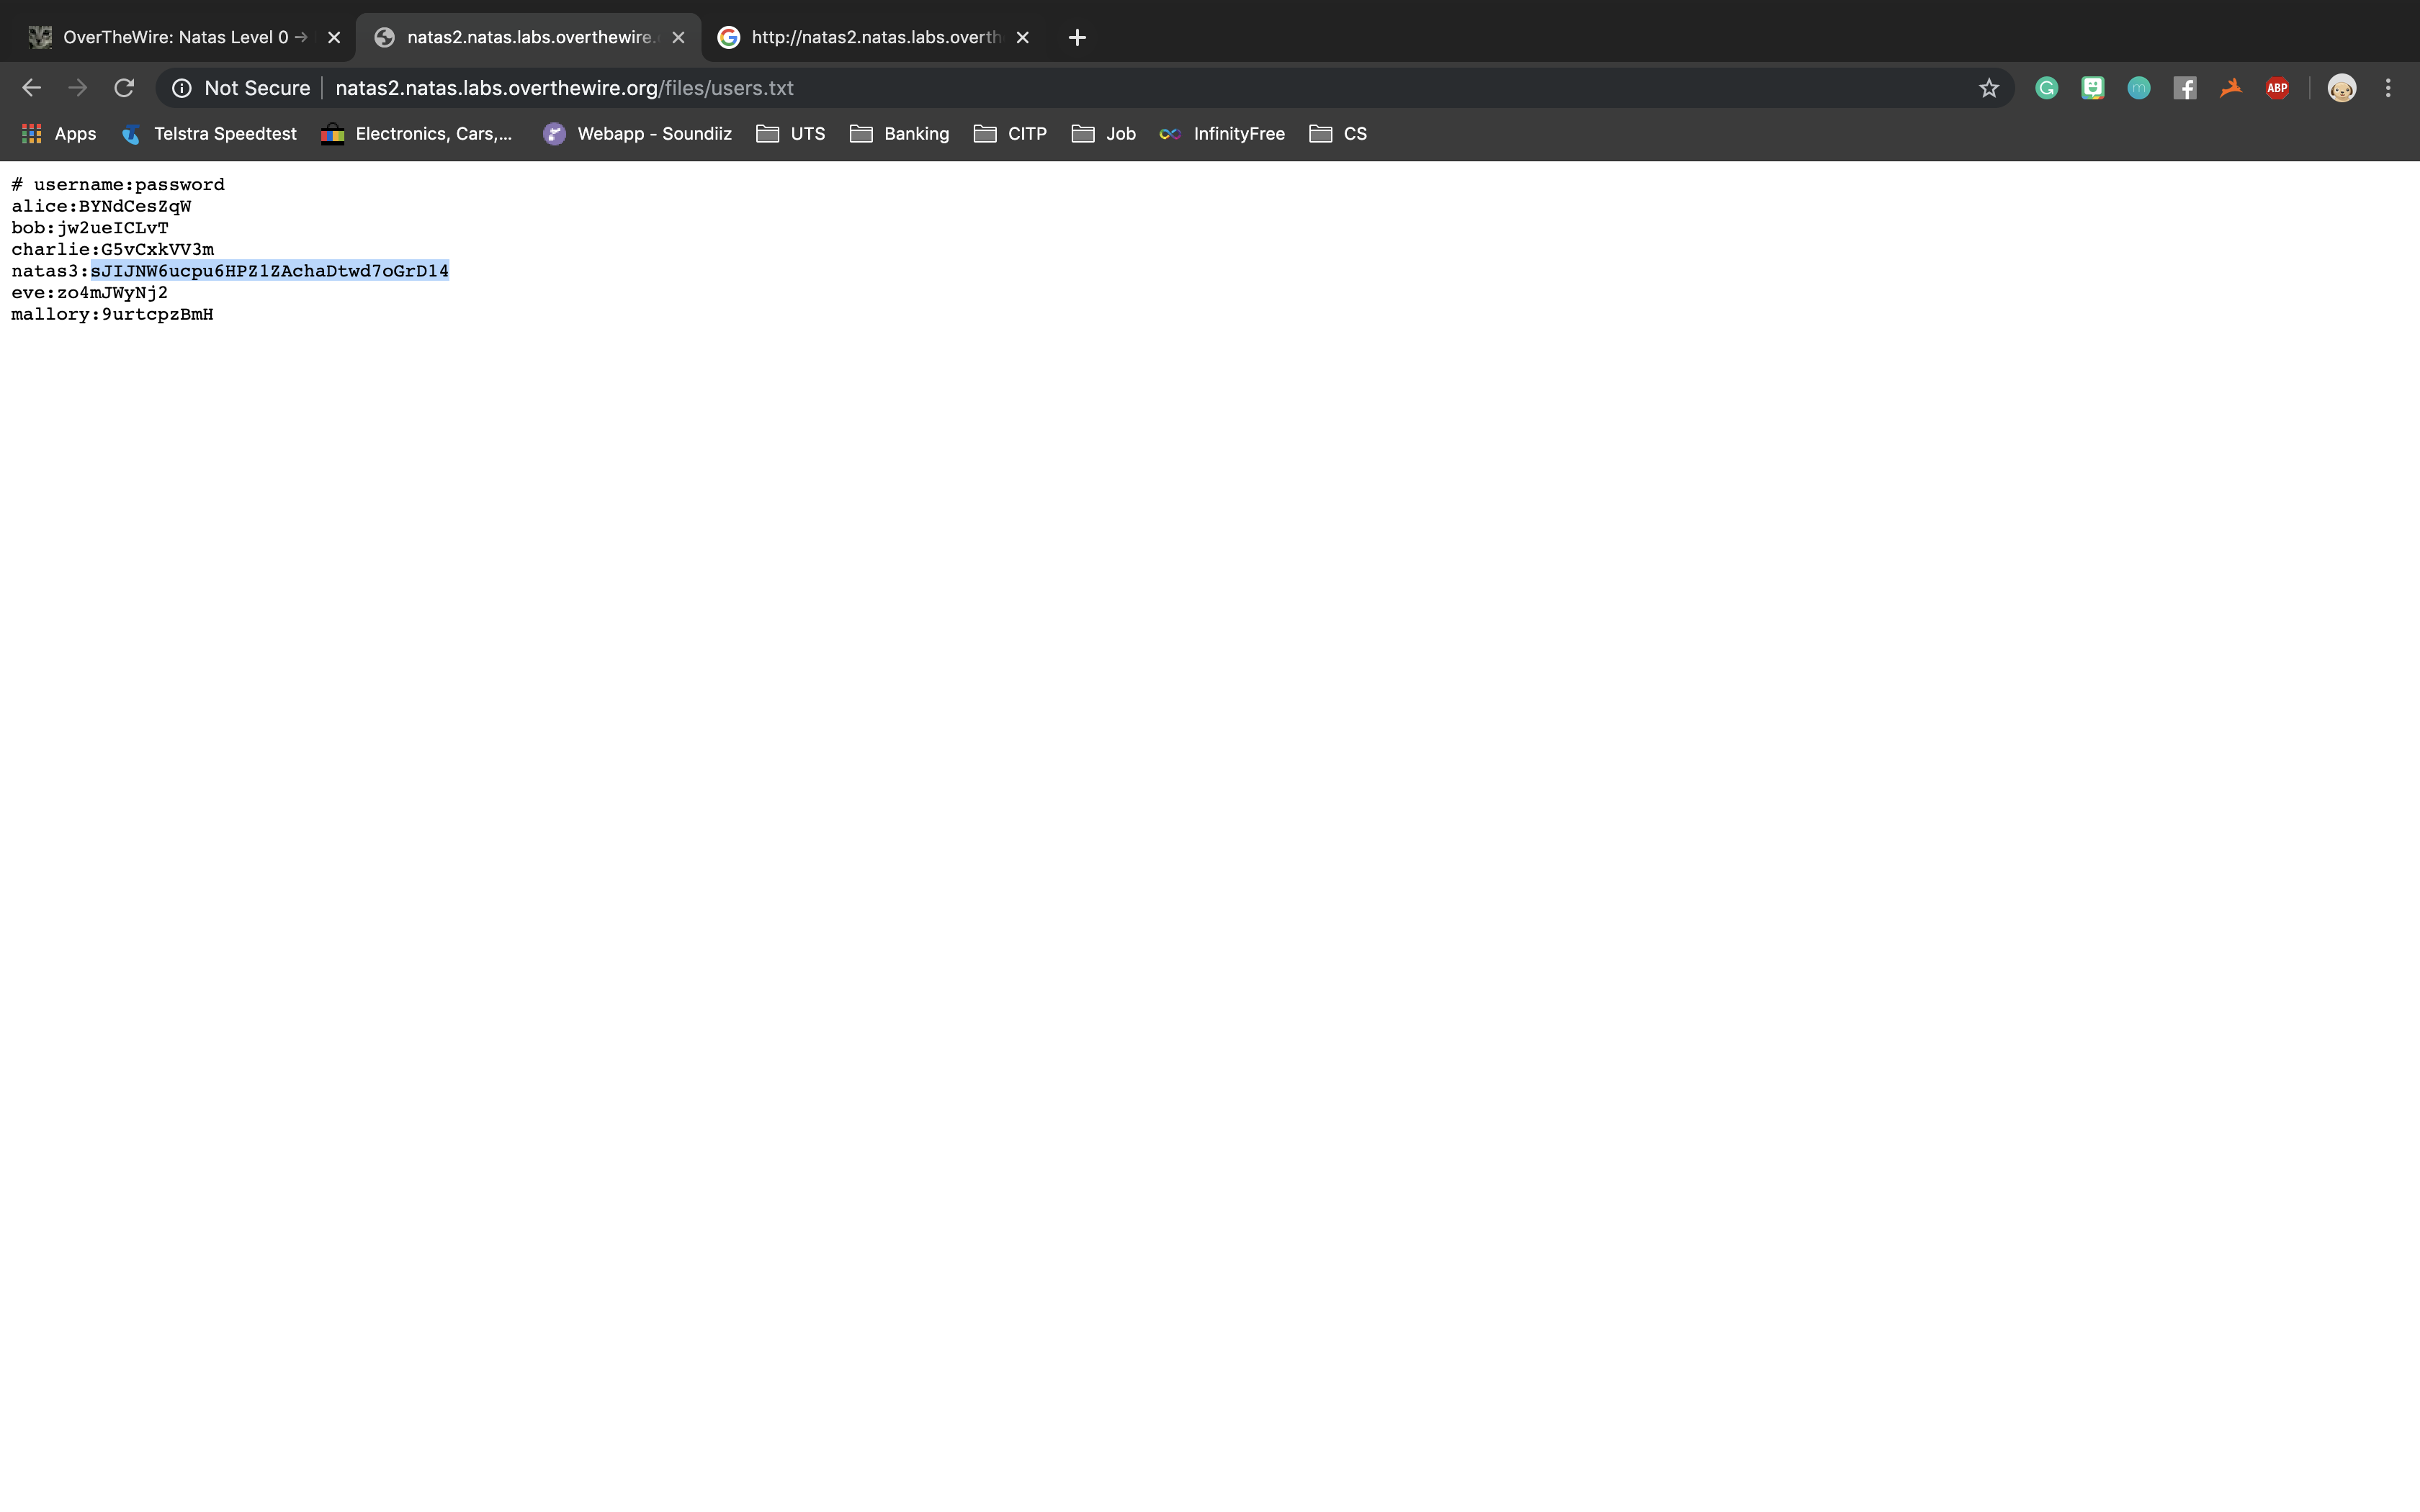 OverTheWire: Natas Level 0 →
natas2.natas.labs.overthewire.
http://natas2.natas.labs.overth
Not Secure natas2.natas.labs.overthewire.org/files/users.txt
ABP
Apps Telstra Speedtest Electronics, Cars,... Webapp - Soundiiz UTS Banking CITP Job InfinityFree CS
# username:password
alice:BYNdCesZqW
bob:jw2ueICLvT
charlie:G5vCxkVV3m
natas3:sJIJNW6ucpu6HPZ1ZAchaDtwd7oGrD14
eve:zo4mJWyNj2
mallory:9urtcpzBmH